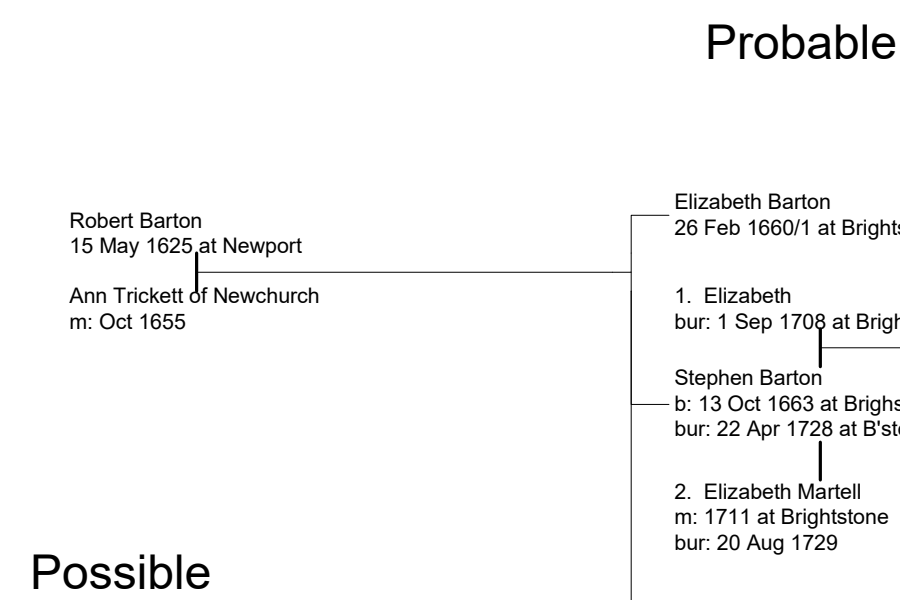 Probable
Robert Barton
15 May 1625 at Newport
Ann Trickett of Newchurch
m: Oct 1655
Elizabeth Barton
26 Feb 1660/1 at
1. Elizabeth
bur: 1 Sep 1708 at
Stephen Barton
b: 13 Oct 1663 at
bur: 22 Apr 1728 at
2. Elizabeth Martell
m: 1711 at Brightstone
bur: 20 Aug 1729
Possible